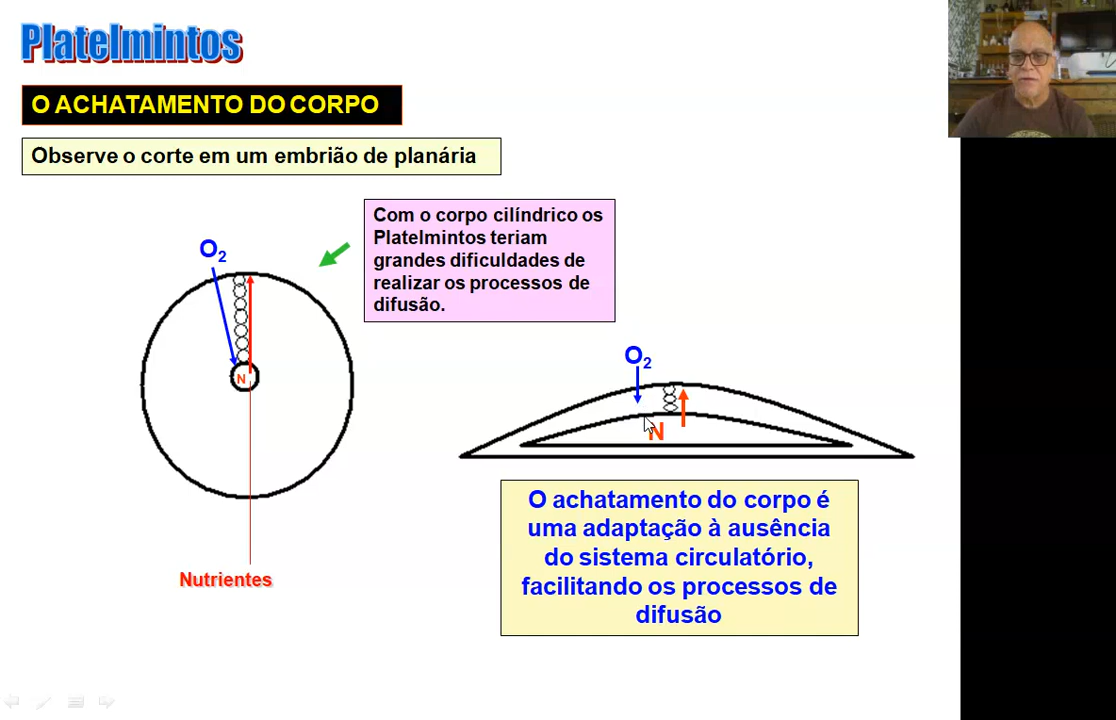 Platelmintos
O ACHATAMENTO DO CORPO
Observe o corte em um embrião de planária
Com o corpo cilíndrico os
Platelmintos teriam
grandes dificuldades de
realizar os processos de
difusão.
O2
N
Nutrientes
O2
N
O achatamento do corpo é
uma adaptação à ausência
do sistema circulatório,
facilitando os processos de
difusão